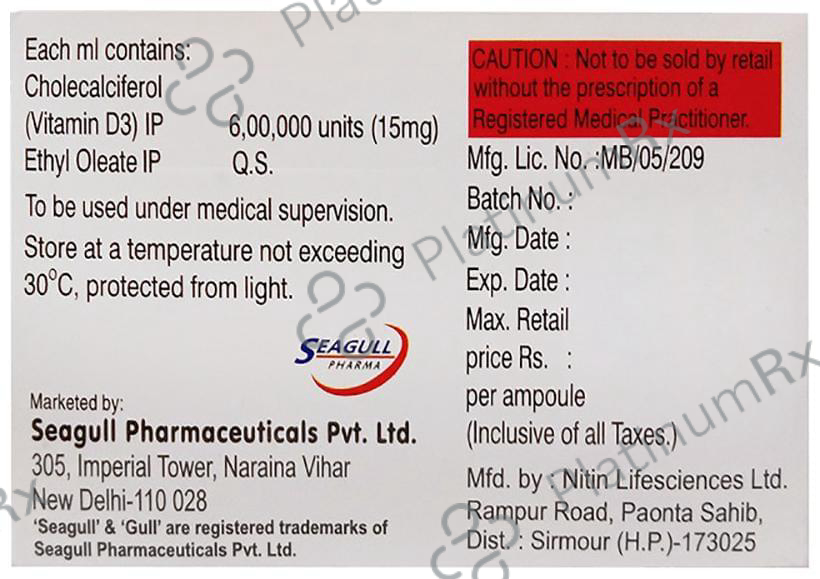 Each ml contains:
Cholecalciferol
(Vitamin D3) IP 6,00,000 units (15mg)
Ethyl Oleate IP Q.S.
To be used under medical supervision.
Store at a temperature not exceeding
30°C, protected from light.
SEAGULL
PHARMA
Marketed by:
Seagull Pharmaceuticals Pvt. Ltd.
305, Imperial Tower, Naraina Vihar
New Delhi-110 028
'Seagull' & 'Gull' are registered trademarks of
Seagull Pharmaceuticals Pvt. Ltd.
CAUTION : Not to be sold by retail
without the prescription of a
Registered Medical Practitioner.
Mfg. Lic. No. :MB/05/209
Batch No. :
Mfg. Date :
Exp. Date :
Max. Retail
price Rs. :
per ampoule
(Inclusive of all Taxes.)
Mfd. by : Nitin Lifesciences Ltd.
Rampur Road, Paonta Sahib,
Dist. : Sirmour (H.P.)-173025
PlatinumRx
PlatinumRx